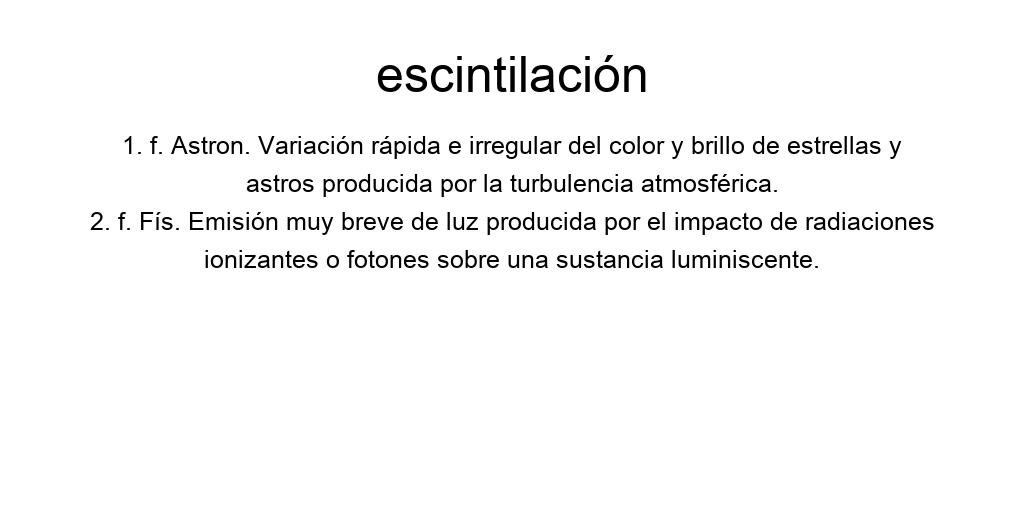 escintilación
1. f. Astron. Variación rápida e irregular del color y brillo de estrellas y
astros producida por la turbulencia atmosférica.
2. f. Fís. Emisión muy breve de luz producida por el impacto de radiaciones
ionizantes o fotones sobre una sustancia luminiscente.